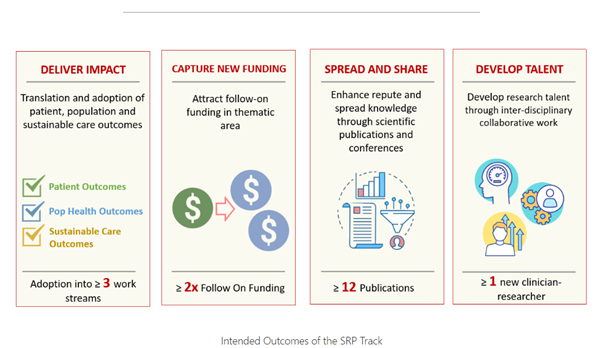 DELIVER IMPACT
Translation and adoption of
patient, population and
sustainable care outcomes
Patient Outcomes
Pop Health Outcomes
Sustainable Care
Outcomes
Adoption into ≥ 3 work
streams
CAPTURE NEW FUNDING
Attract follow-on
funding in thematic
area
$
$
$
≥ 2x Follow On Funding
SPREAD AND SHARE
Enhance repute and
spread knowledge
through scientific
publications and
conferences
≥ 12 Publications
DEVELOP TALENT
Develop research talent
through inter-disciplinary
collaborative work
≥ 1 new clinician-
researcher
Intended Outcomes of the SRP Track